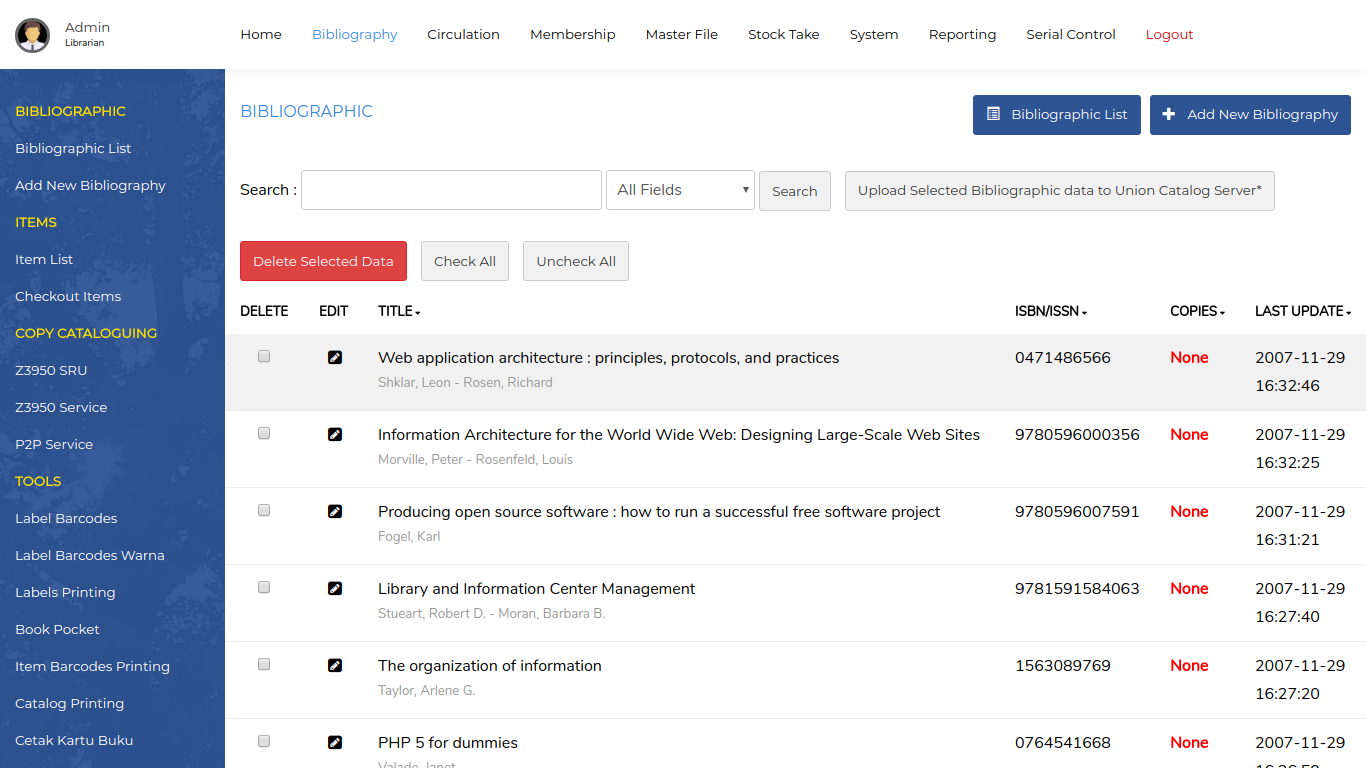 Admin
Librarian
Home Bibliography Circulation Membership Master File Stock Take System Reporting Serial Control Logout
BIBLIOGRAPHIC
Bibliographic List
Add New Bibliography
ITEMS
Item List
Checkout Items
COPY CATALOGUING
Z3950 SRU
Z3950 Service
P2P Service
TOOLS
Label Barcodes
Label Barcodes Warna
Labels Printing
Book Pocket
Item Barcodes Printing
Catalog Printing
Cetak Kartu Buku
BIBLIOGRAPHIC
Bibliographic List Add New Bibliography
Search : All Fields Search Upload Selected Bibliographic data to Union Catalog Server*
Delete Selected Data Check All Uncheck All
DELETE EDIT TITLE ISBN/ISSN COPIES LAST UPDATE
Web application architecture : principles, protocols, and practices 0471486566 None 2007-11-29
Shklar, Leon - Rosen, Richard 16:32:46
Information Architecture for the World Wide Web: Designing Large-Scale Web Sites 9780596000356 None 2007-11-29
Morville, Peter - Rosenfeld, Louis 16:32:25
Producing open source software : how to run a successful free software project 9780596007591 None 2007-11-29
Fogel, Karl 16:31:21
Library and Information Center Management 9781591584063 None 2007-11-29
Stueart, Robert D. - Moran, Barbara B. 16:27:40
The organization of information 1563089769 None 2007-11-29
Taylor, Arlene G. 16:27:20
PHP 5 for dummies 0764541668 None 2007-11-29
Valade, Janet